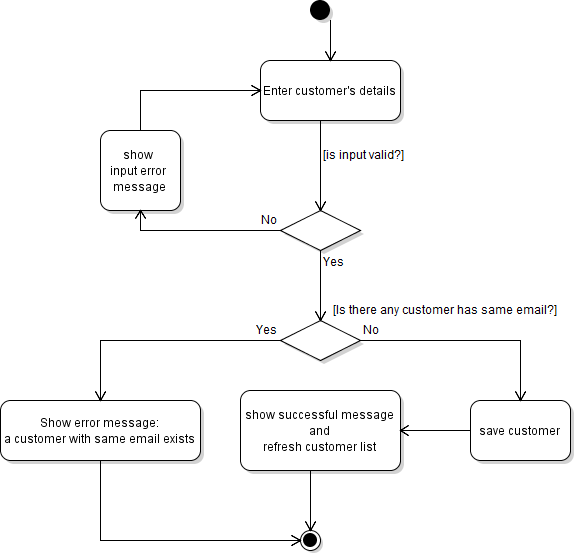 Enter customer's details
[is input valid?]
show
input error
message
No
Yes
[Is there any customer has same email?]
Yes
No
Show error message:
a customer with same email exists
show successful message
and
refresh customer list
save customer